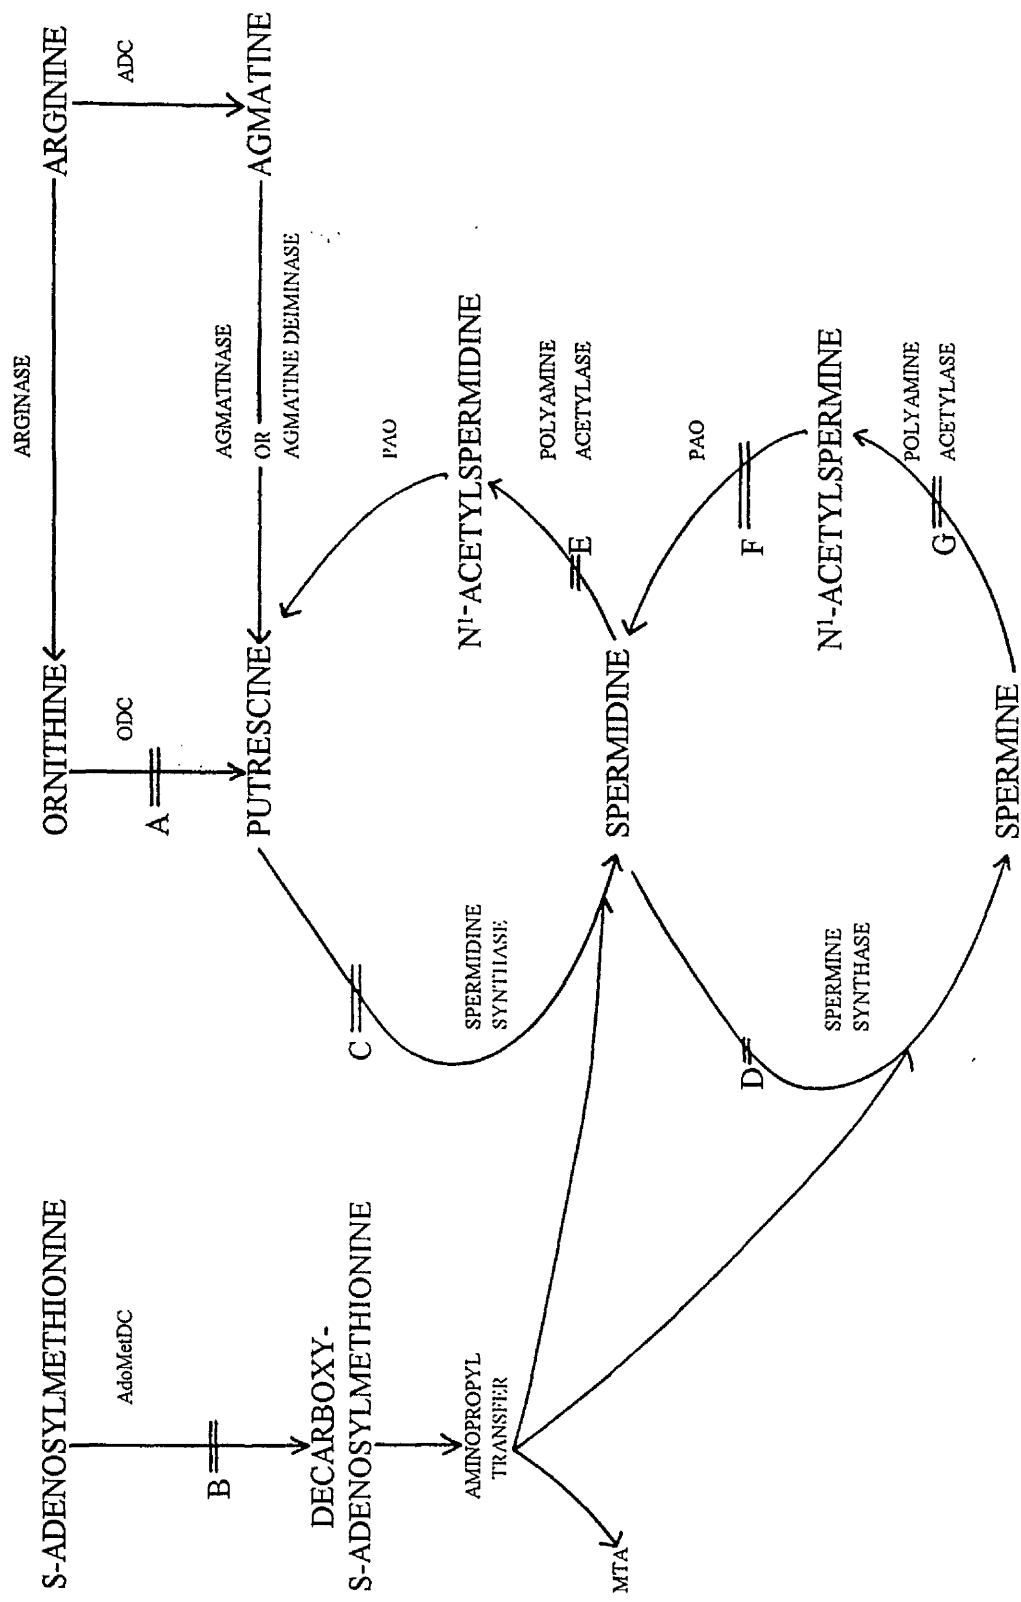 S-ADENOSYLMETHIONINE
AdoMetDC
B
DECARBOXY-
S-ADENOSYLMETHIONINE
AMINOPROPYL
TRANSFER
MTA
ORNITHINE
ARGINASE
ARGININE
ODC
A
ADC
PUTRESCINE
AGMATINASE
OR
AGMATINE DEIMINASE
AGMATINE
C
SPERMIDINE
SYNTHASE
PAO
N1-ACETYLSPERMIDINE
POLYAMINE
ACETYLASE
E
SPERMIDINE
D
SPERMINE
SYNTHASE
PAO
F
N1-ACETYLSPERMINE
POLYAMINE
ACETYLASE
G
SPERMINE